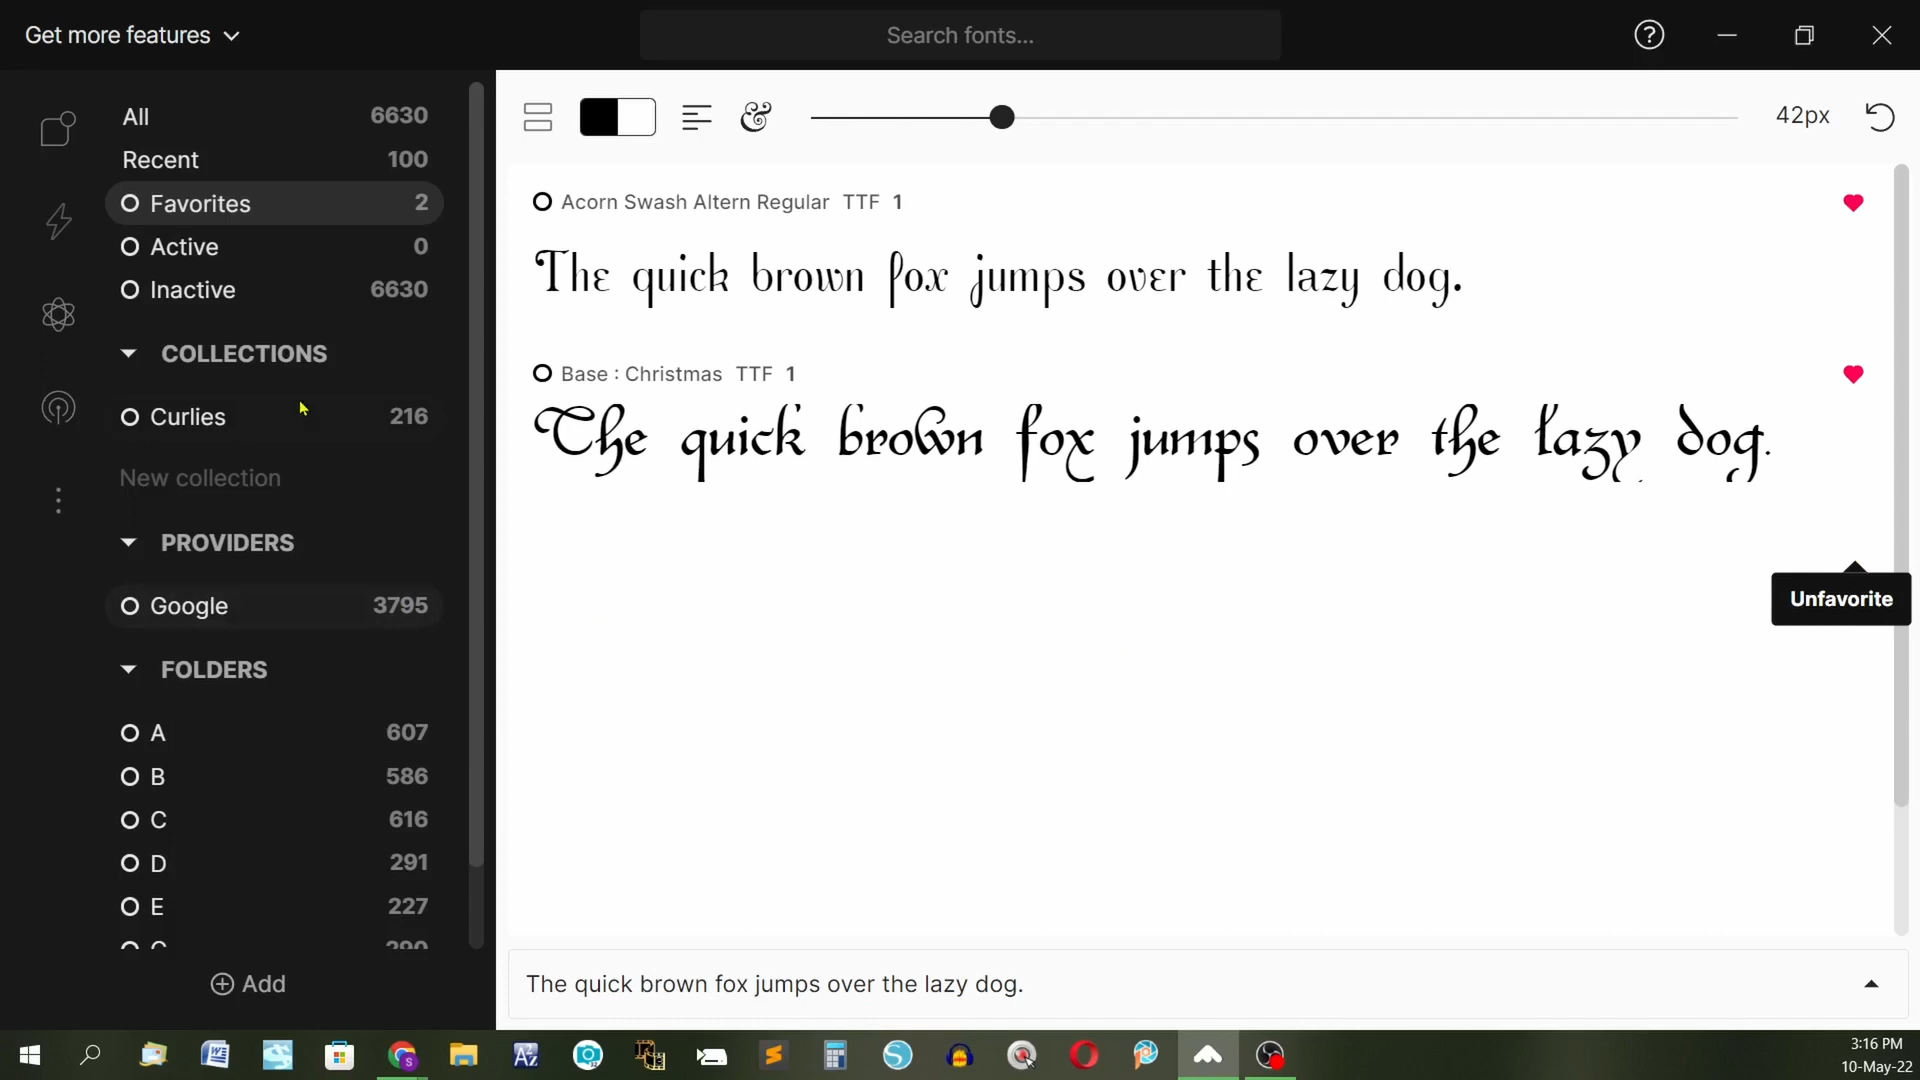 Get more features
Search fonts...
All 6630
Recent 100
Favorites 2
Active 0
Inactive 6630
COLLECTIONS
Curlies 216
New collection
PROVIDERS
Google 3795
FOLDERS
A 607
B 586
C 616
D 291
E 227
Add
42px
Acorn Swash Altern Regular TTF 1
The quick brown fox jumps over the lazy dog.
Base : Christmas TTF 1
The quick brown fox jumps over the lazy dog.
Unfavorite
The quick brown fox jumps over the lazy dog.
3:16 PM
10-May-22